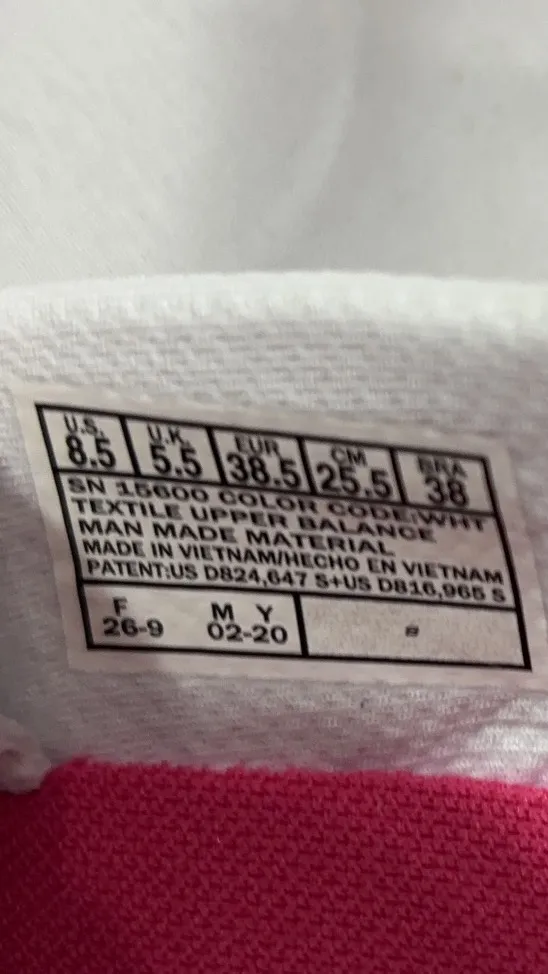 U.S. U.K. EUR CM BRA
8.5 5.5 38.5 25.5 38
SN 15600 COLOR CODE:WHT
TEXTILE UPPER BALANCE
MAN MADE MATERIAL
MADE IN VIETNAM/HECHO EN VIETNAM
PATENT:US D824,647 S+US D816,965 S
F M Y
26-9 02-20